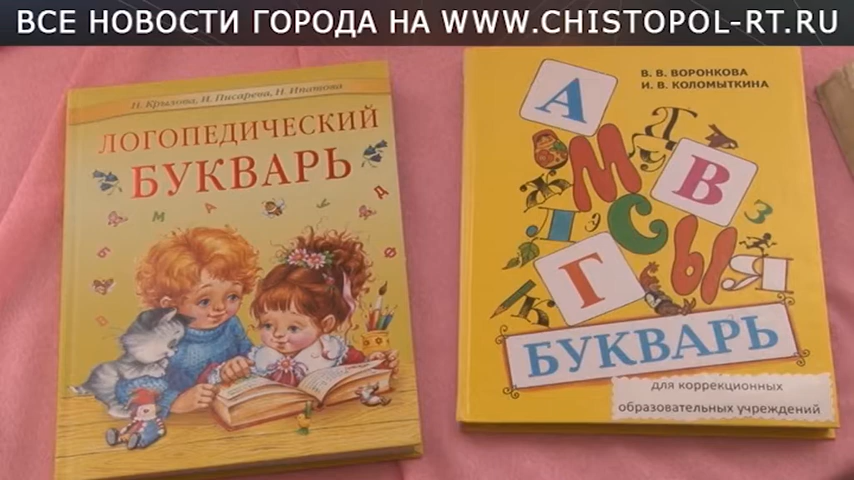 ВСЕ НОВОСТИ ГОРОДА НА WWW.CHISTOPOL-RT.RU
Н. Крылова, И. Писарева, Н. Ипатова
ЛОГОПЕДИЧЕСКИЙ
БУКВАРЬ
Б М А У Д
Б Ф
В
В. В. ВОРОНКОВА
И. В. КОЛОМЫТКИНА
А
М
В
Л Э С З
Г Ы Я
К
БУКВАРЬ
для коррекционных
образовательных учреждений